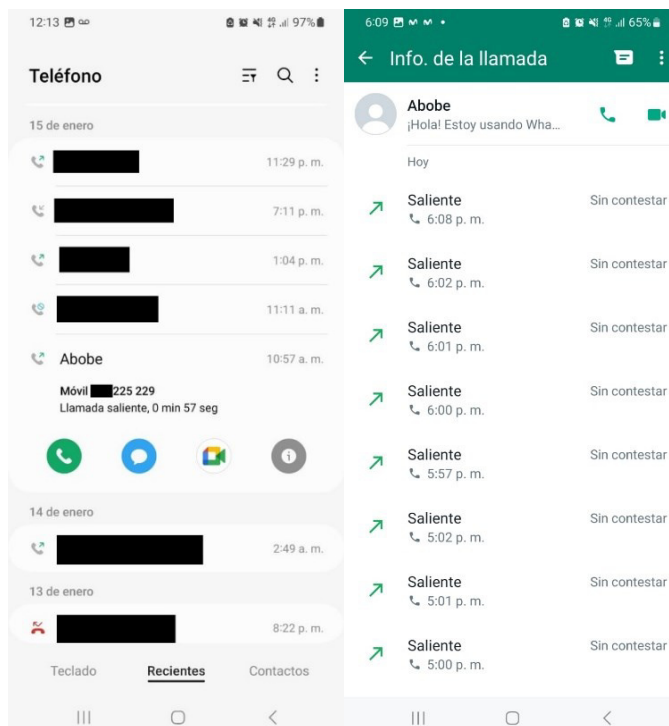 12:13
97%
Teléfono
15 de enero
11:29 p. m.
7:11 p. m.
1:04 p. m.
11:11 a. m.
Abobe
10:57 a. m.
Móvil
225 229
Llamada saliente, 0 min 57 seg
14 de enero
2:49 a. m.
13 de enero
8:22 p. m.
Teclado
Recientes
Contactos
6:09
65%
Info. de la llamada
Abobe
¡Hola! Estoy usando Wha...
Hoy
Saliente
Sin contestar
6:08 p. m.
Saliente
Sin contestar
6:02 p. m.
Saliente
Sin contestar
6:01 p. m.
Saliente
Sin contestar
6:00 p. m.
Saliente
Sin contestar
5:57 p. m.
Saliente
Sin contestar
5:02 p. m.
Saliente
Sin contestar
5:01 p. m.
Saliente
Sin contestar
5:00 p. m.